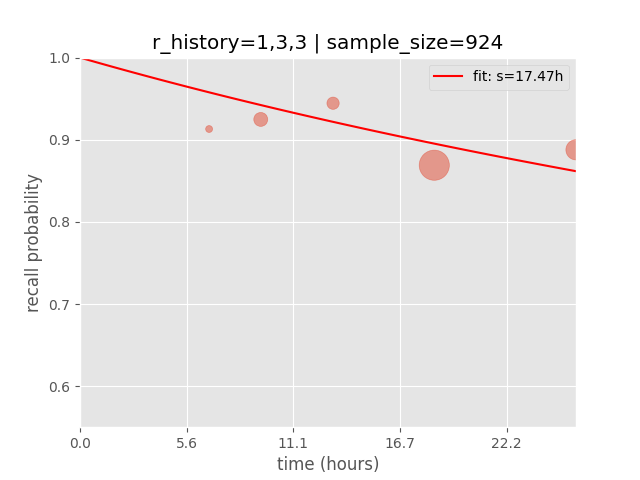 r_history=1,3,3 | sample_size=924
fit: s=17.47h
recall probability
1.0
0.9
0.8
0.7
0.6
0.0 5.6 11.1 16.7 22.2
time (hours)